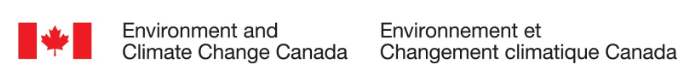 Environment and
Climate Change Canada
Environnement et
Changement climatique Canada